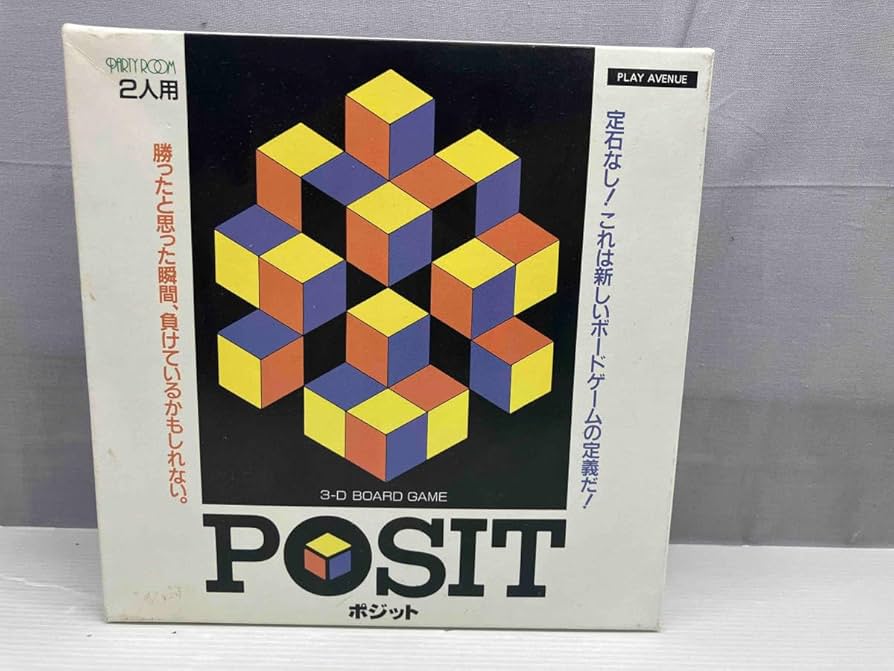 PARTY ROOM
2人用
PLAY AVENUE
定石なし！これは新しいボードゲームの定義だ！
勝ったと思った瞬間、負けているかもしれない。
3-D BOARD GAME
POSIT
ポジット